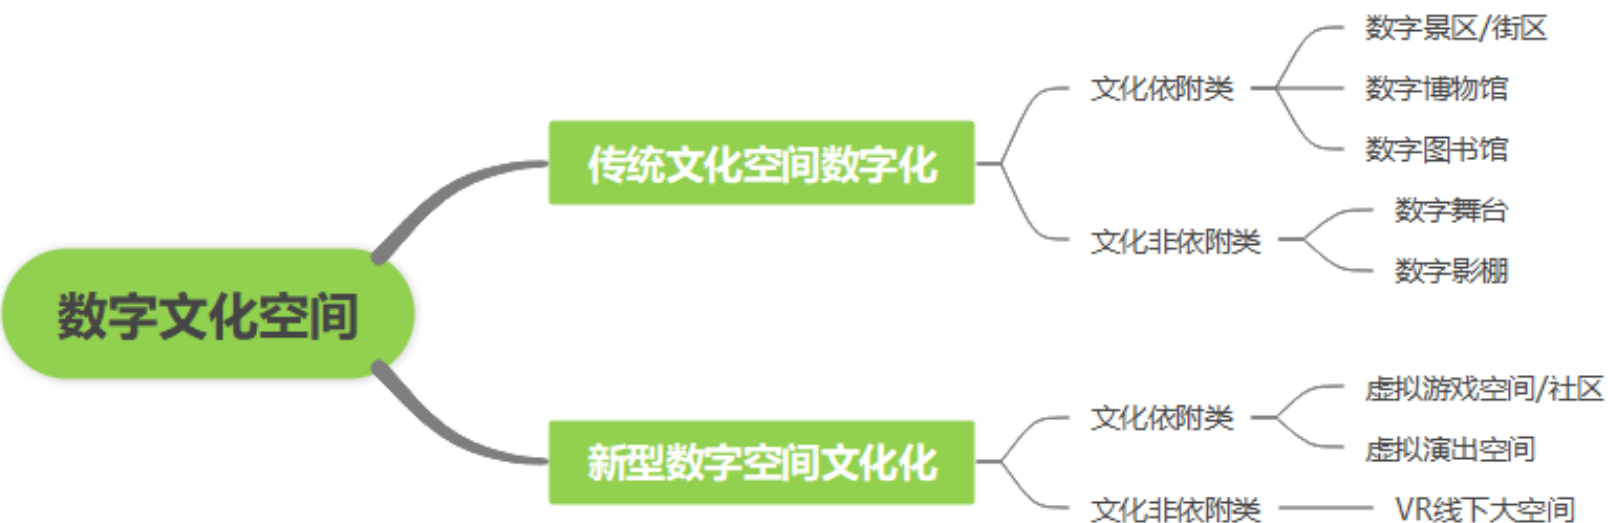 数字文化空间
传统文化空间数字化
文化依附类
数字景区/街区
数字博物馆
数字图书馆
文化非依附类
数字舞台
数字影棚
新型数字空间文化化
文化依附类
虚拟游戏空间/社区
虚拟演出空间
文化非依附类
VR线下大空间